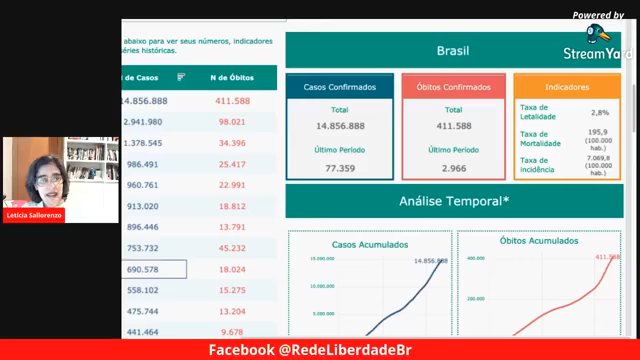 Powered by
StreamYard
abaixo para ver seus números, indicadores
séries históricas.
de Casos
N de Óbitos
14.856.888 411.588
2.941.980 98.021
1.378.545 34.396
986.491 25.417
960.761 22.991
913.020 18.812
896.446 13.791
753.732 45.232
690.578 18.024
558.102 15.275
475.744 13.204
441.464 9.678
Brasil
Casos Confirmados
Total
14.856.888
Último Período
77.359
Óbitos Confirmados
Total
411.588
Último Período
2.966
Indicadores
Taxa de
Letalidade
2,8%
Taxa de
Mortalidade
195,9
(100.000
hab.)
Taxa de
incidência
7.069,8
(100.000
hab.)
Análise Temporal*
Casos Acumulados
15.000.000
14.856.888
10.000.000
5.000.000
Óbitos Acumulados
400.000
411.588
200.000
Letícia Sallorenzo
Facebook @RedeLiberdadeBr